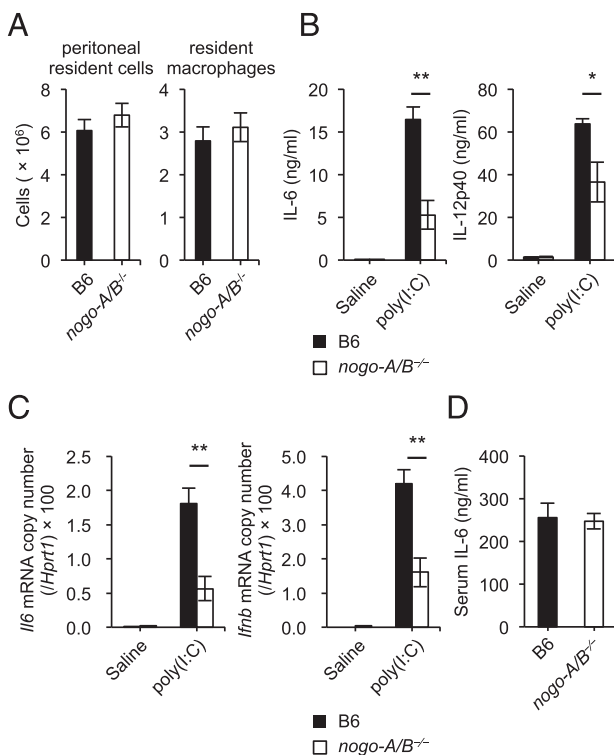 A
peritoneal resident cells
resident macrophages
Cells ( × 10⁶)
8
6
4
2
0
4
3
2
1
0
B6
nogo-A/B⁻/⁻
B6
nogo-A/B⁻/⁻
B
**
*
IL-6 (ng/ml)
20
15
10
5
0
IL-12p40 (ng/ml)
80
60
40
20
0
Saline
poly(I:C)
Saline
poly(I:C)
B6
nogo-A/B⁻/⁻
C
**
**
Il6 mRNA copy number
(/Hprt1) × 100
2.5
2.0
1.5
1.0
0.5
0.0
Ifnb mRNA copy number
(/Hprt1) × 100
5.0
4.0
3.0
2.0
1.0
0.0
Saline
poly(I:C)
Saline
poly(I:C)
B6
nogo-A/B⁻/⁻
D
Serum IL-6 (ng/ml)
400
300
200
100
0
B6
nogo-A/B⁻/⁻